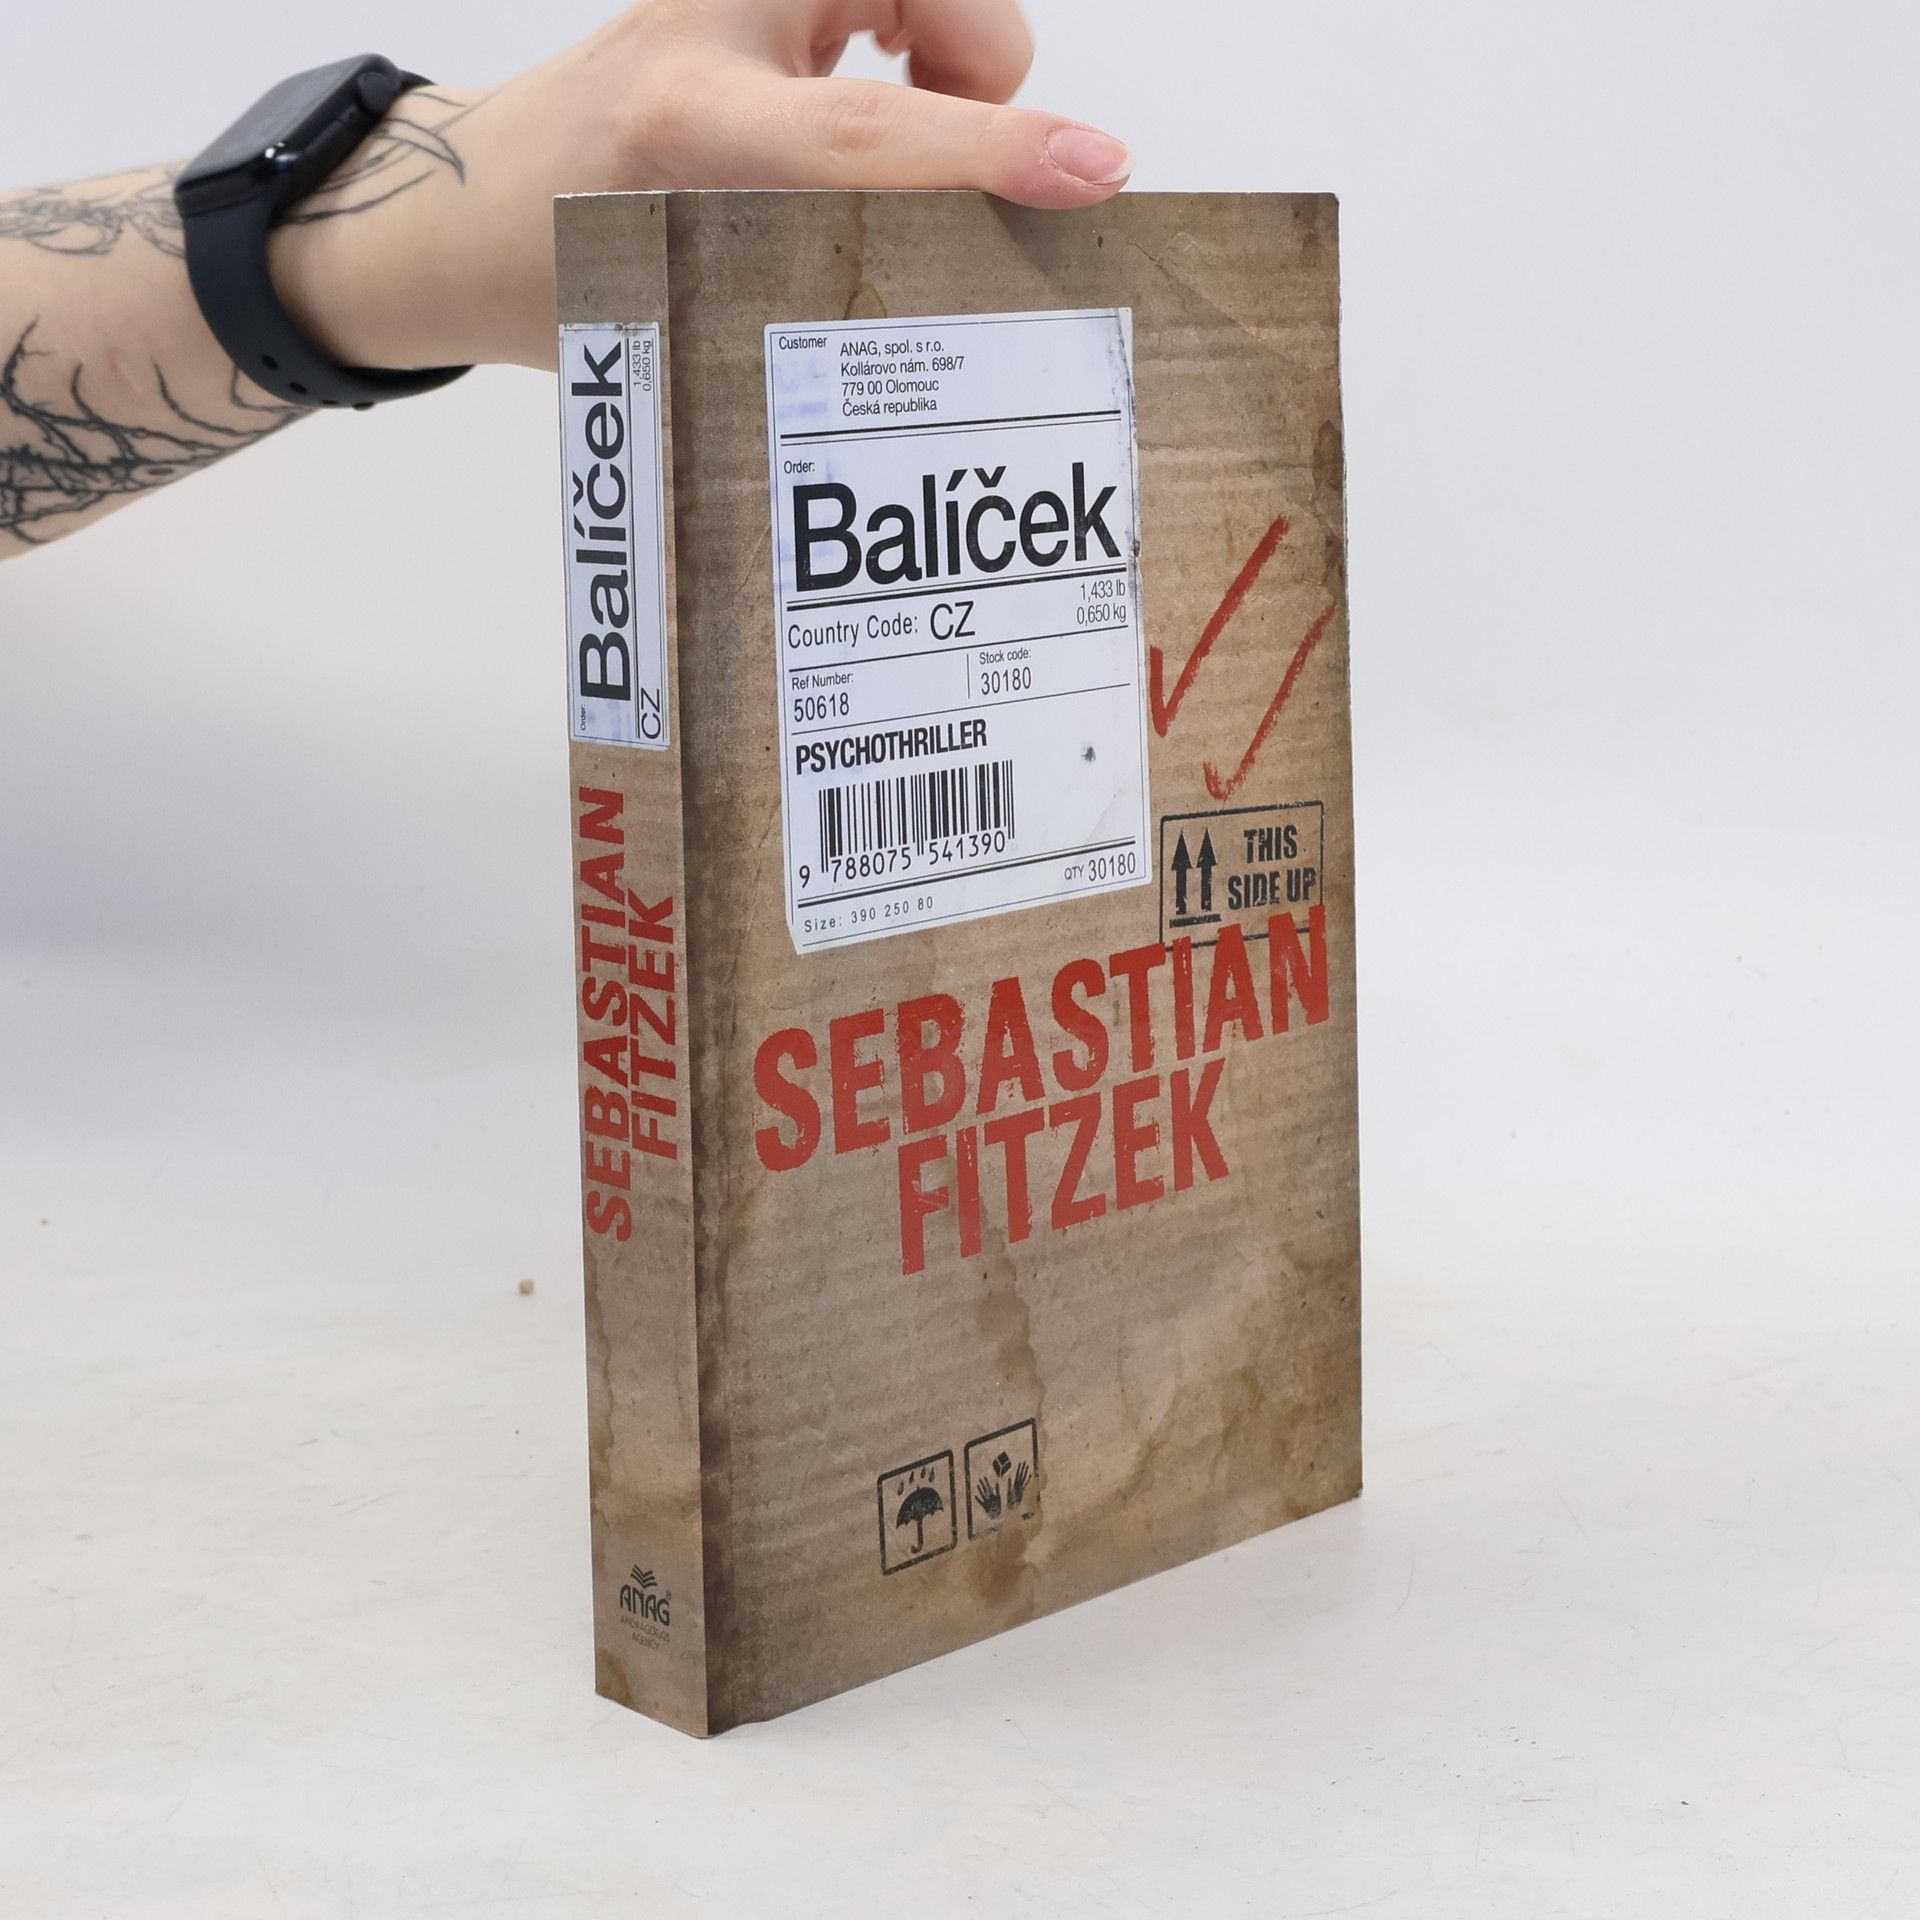 Balíček
1,433 lb
0,650 kg
Order:
CZ
SEBASTIAN
FITZEK
ANAG
ANDRAGOGOS
AGENCY
Customer
ANAG, spol. s r.o.
Kollárovo nám. 698/7
779 00 Olomouc
Česká republika
Order:
Balíček
Country Code: CZ
1,433 lb
0,650 kg
Ref Number:
50618
Stock code:
30180
PSYCHOTHRILLER
9 788075 541390
QTY 30180
Size: 390 250 80
THIS
SIDE UP
SEBASTIAN
FITZEK